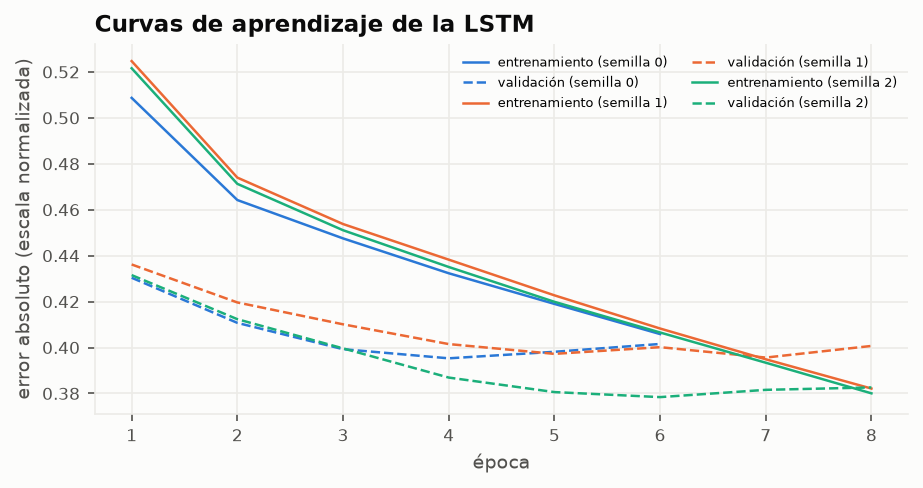 Curvas de aprendizaje de la LSTM
error absoluto (escala normalizada)
0.52
0.50
0.48
0.46
0.44
0.42
0.40
0.38
entrenamiento (semilla 0)
validación (semilla 0)
entrenamiento (semilla 1)
validación (semilla 1)
entrenamiento (semilla 2)
validación (semilla 2)
1 2 3 4 5 6 7 8
época